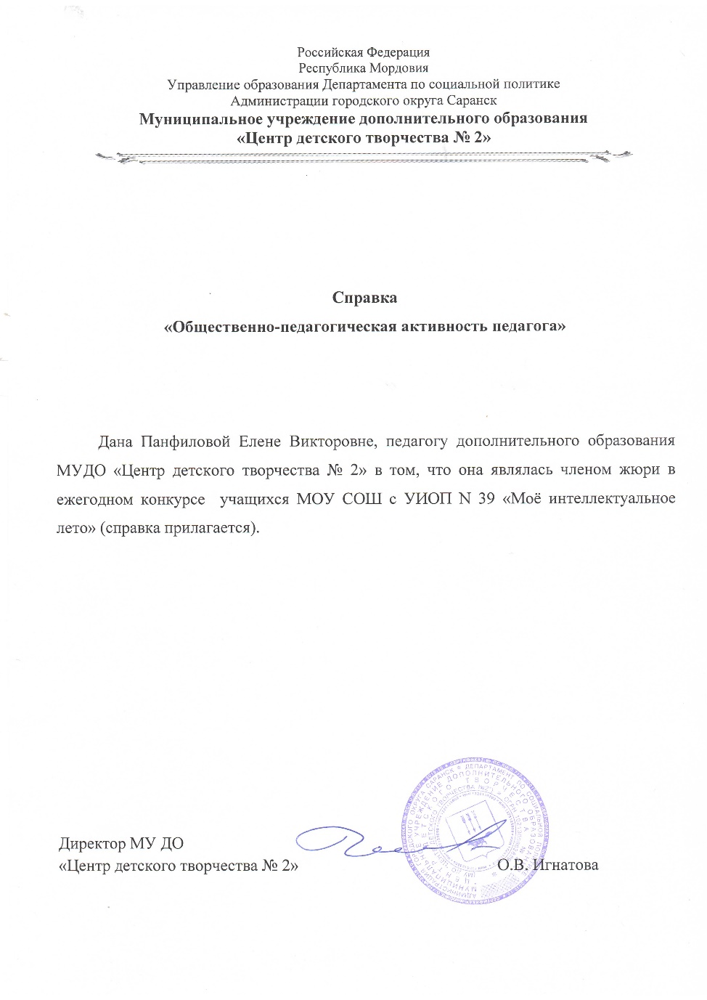 Российская Федерация
Республика Мордовия
Управление образования Департамента по социальной политике
Администрации городского округа Саранск
Муниципальное учреждение дополнительного образования
«Центр детского творчества № 2»
Справка
«Общественно-педагогическая активность педагога»
Дана Панфиловой Елене Викторовне, педагогу дополнительного образования
МУДО «Центр детского творчества № 2» в том, что она являлась членом жюри в
ежегодном конкурсе учащихся МОУ СОШ с УИОП N 39 «Моё интеллектуальное
лето» (справка прилагается).
Директор МУ ДО
«Центр детского творчества № 2»
О.В. Игнатова